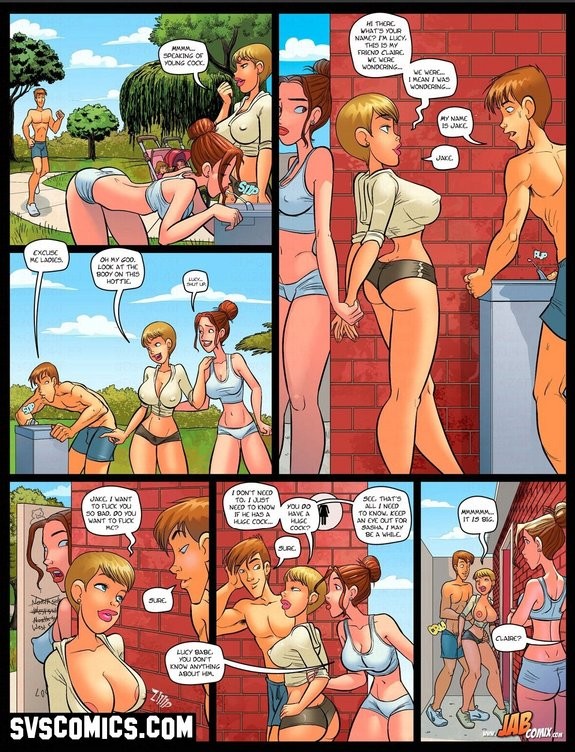 MMMM...
SPEAKING OF
YOUNG COCK.
SLUP
HI THERE.
WHAT'S YOUR
NAME? I'M LUCY.
THIS IS MY
FRIEND CLAIRE.
WE WERE
WONDERING...
WE WERE...
I MEAN I WAS
WONDERING...
MY NAME
IS JAKE.
JAKE.
EXCUSE
ME LADIES.
OH MY GOD.
LOOK AT THE
BODY ON THIS
HOTTIE.
LUCY,
SHUT UP.
JAKE, I WANT
TO FUCK YOU
SO BAD. DO YOU
WANT TO FUCK
ME?
SURE.
ZIIIIP
I DON'T NEED
TO. I JUST
NEED TO KNOW
IF HE HAS A
HUGE COCK...
YOU DO
HAVE A
HUGE COCK?
SURE.
SEE. THAT'S
ALL I NEED
TO KNOW. KEEP
AN EYE OUT FOR
SASHA. I MAY
BE A WHILE.
LUCY BABE.
YOU DON'T
KNOW ANYTHING
ABOUT HIM.
MMMMM...
IT IS BIG.
CLAIRE?
SVSCOMICS.COM
WWW.JABCOMIX.COM